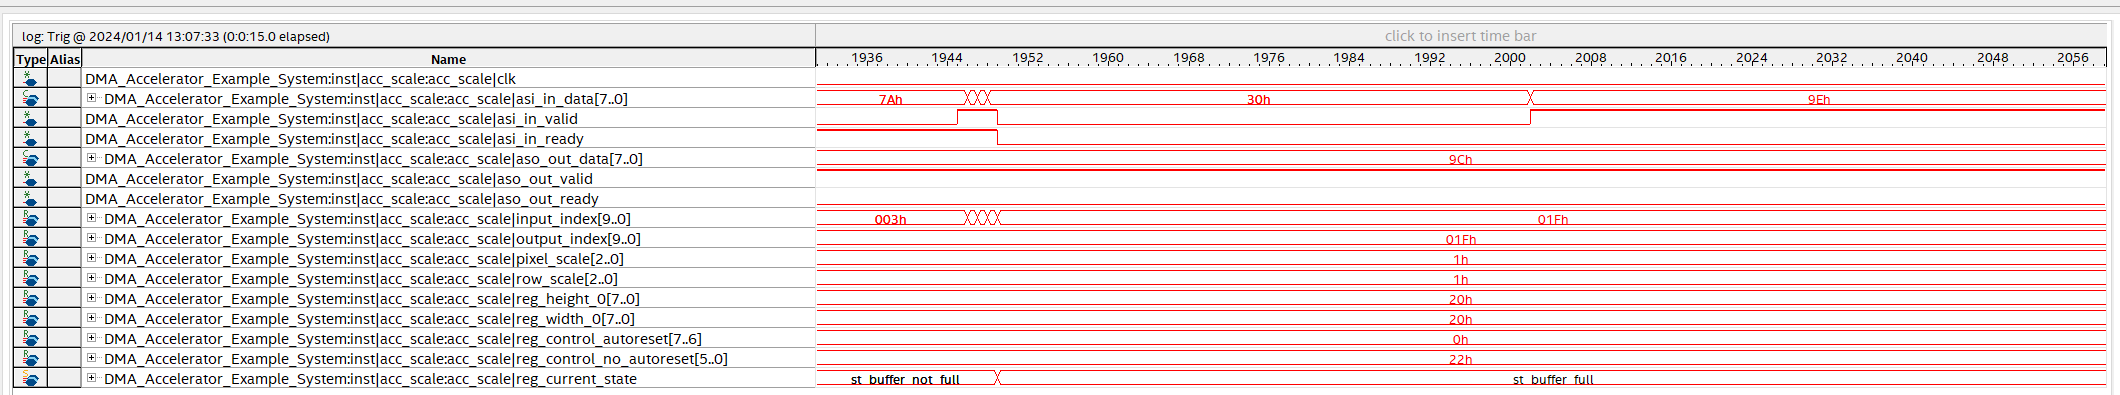 log: Trig @ 2024/01/14 13:07:33 (0:0:15.0 elapsed) click to insert time bar
Type Alias Name 1936 1944 1952 1960 1968 1976 1984 1992 2000 2008 2016 2024 2032 2040 2048 2056
DMA_Accelerator_Example_System:inst|acc_scale:acc_scale|clk
DMA_Accelerator_Example_System:inst|acc_scale:acc_scale|asi_in_data[7..0] 7Ah 30h 9Eh
DMA_Accelerator_Example_System:inst|acc_scale:acc_scale|asi_in_valid
DMA_Accelerator_Example_System:inst|acc_scale:acc_scale|asi_in_ready
DMA_Accelerator_Example_System:inst|acc_scale:acc_scale|aso_out_data[7..0] 9Ch
DMA_Accelerator_Example_System:inst|acc_scale:acc_scale|aso_out_valid
DMA_Accelerator_Example_System:inst|acc_scale:acc_scale|aso_out_ready
DMA_Accelerator_Example_System:inst|acc_scale:acc_scale|input_index[9..0] 003h 01Fh
DMA_Accelerator_Example_System:inst|acc_scale:acc_scale|output_index[9..0] 01Fh
DMA_Accelerator_Example_System:inst|acc_scale:acc_scale|pixel_scale[2..0] 1h
DMA_Accelerator_Example_System:inst|acc_scale:acc_scale|row_scale[2..0] 1h
DMA_Accelerator_Example_System:inst|acc_scale:acc_scale|reg_height_0[7..0] 20h
DMA_Accelerator_Example_System:inst|acc_scale:acc_scale|reg_width_0[7..0] 20h
DMA_Accelerator_Example_System:inst|acc_scale:acc_scale|reg_control_autoreset[7..6] 0h
DMA_Accelerator_Example_System:inst|acc_scale:acc_scale|reg_control_no_autoreset[5..0] 22h
DMA_Accelerator_Example_System:inst|acc_scale:acc_scale|reg_current_state st_buffer_not_full st_buffer_full